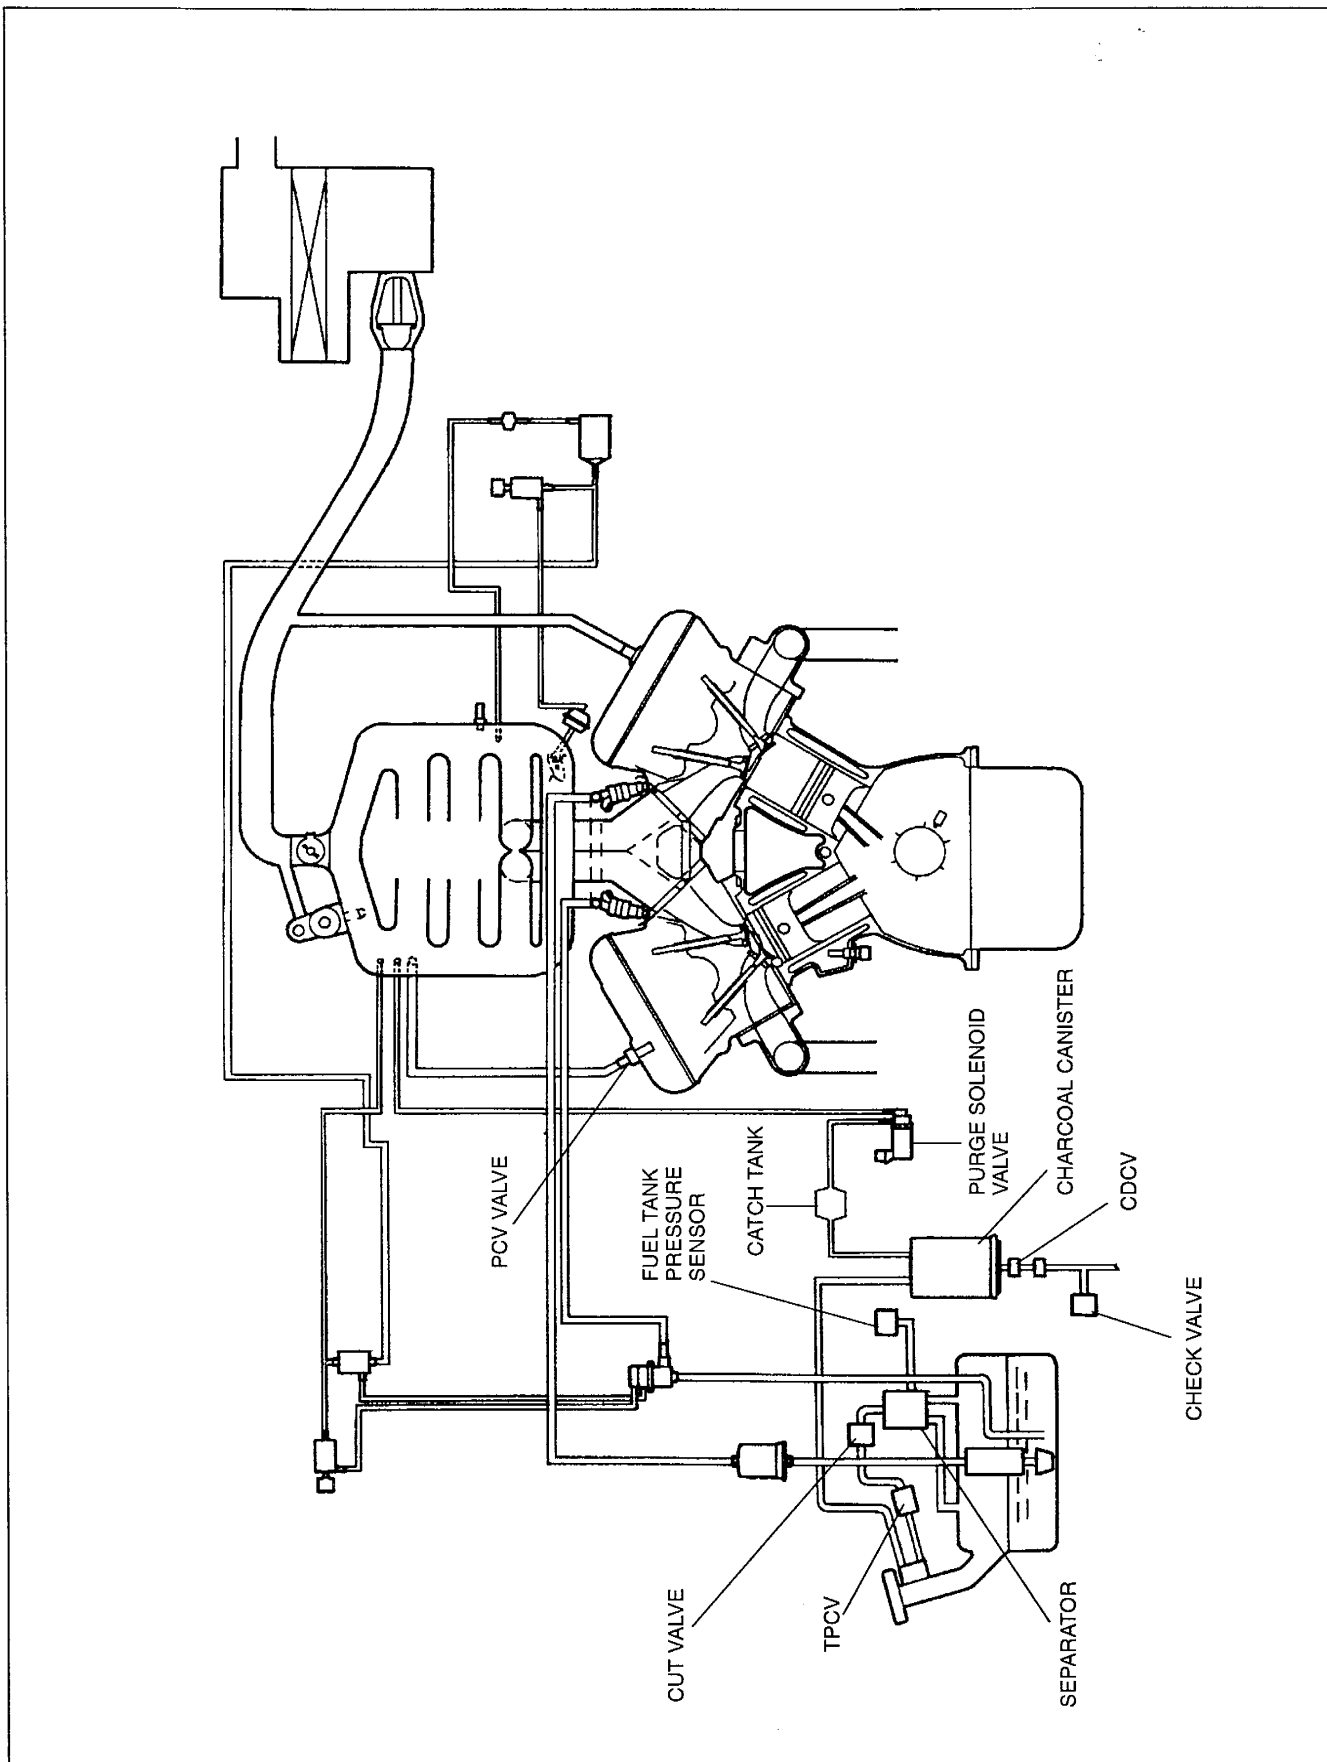 PCV VALVE
FUEL TANK
PRESSURE
SENSOR
CATCH TANK
PURGE SOLENOID
VALVE
CHARCOAL CANISTER
CDCV
CHECK VALVE
CUT VALVE
TPCV
SEPARATOR